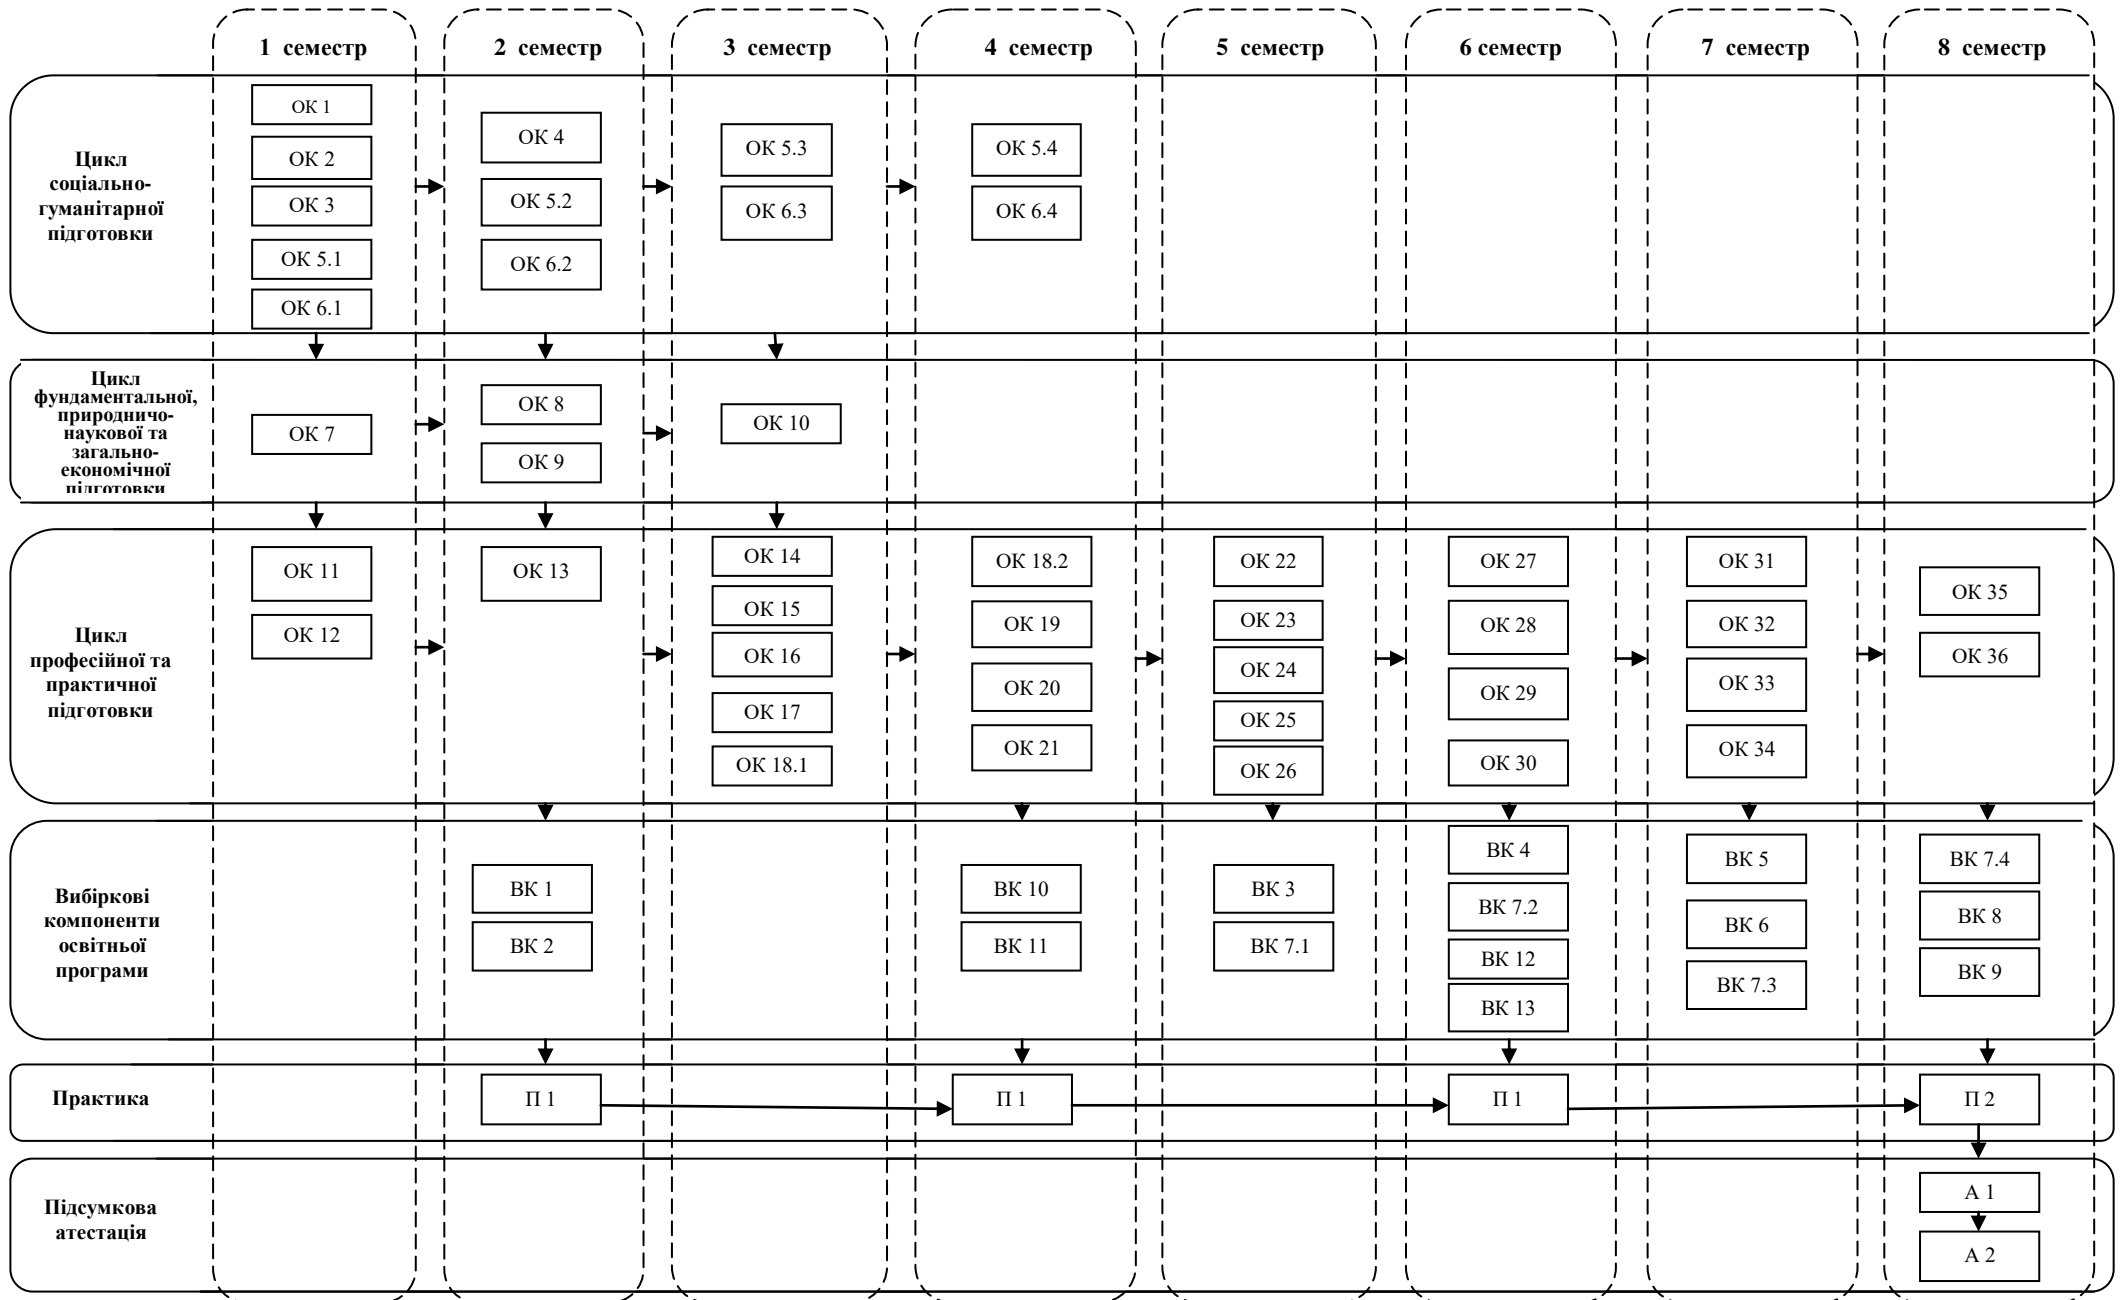 1 семестр
2 семестр
3 семестр
4 семестр
5 семестр
6 семестр
7 семестр
8 семестр
Цикл
соціально-
гуманітарної
підготовки
ОК 1
ОК 2
ОК 3
ОК 5.1
ОК 6.1
ОК 4
ОК 5.2
ОК 6.2
ОК 5.3
ОК 6.3
ОК 5.4
ОК 6.4
Цикл
фундаментальної,
природничо-
наукової та
загально-
економічної
підготовки
ОК 7
ОК 8
ОК 9
ОК 10
Цикл
професійної та
практичної
підготовки
ОК 11
ОК 12
ОК 13
ОК 14
ОК 15
ОК 16
ОК 17
ОК 18.1
ОК 18.2
ОК 19
ОК 20
ОК 21
ОК 22
ОК 23
ОК 24
ОК 25
ОК 26
ОК 27
ОК 28
ОК 29
ОК 30
ОК 31
ОК 32
ОК 33
ОК 34
ОК 35
ОК 36
Вибіркові
компоненти
освітньої
програми
ВК 1
ВК 2
ВК 10
ВК 11
ВК 3
ВК 7.1
ВК 4
ВК 7.2
ВК 12
ВК 13
ВК 5
ВК 6
ВК 7.3
ВК 7.4
ВК 8
ВК 9
Практика
П 1
П 1
П 1
П 2
Підсумкова
атестація
А 1
А 2